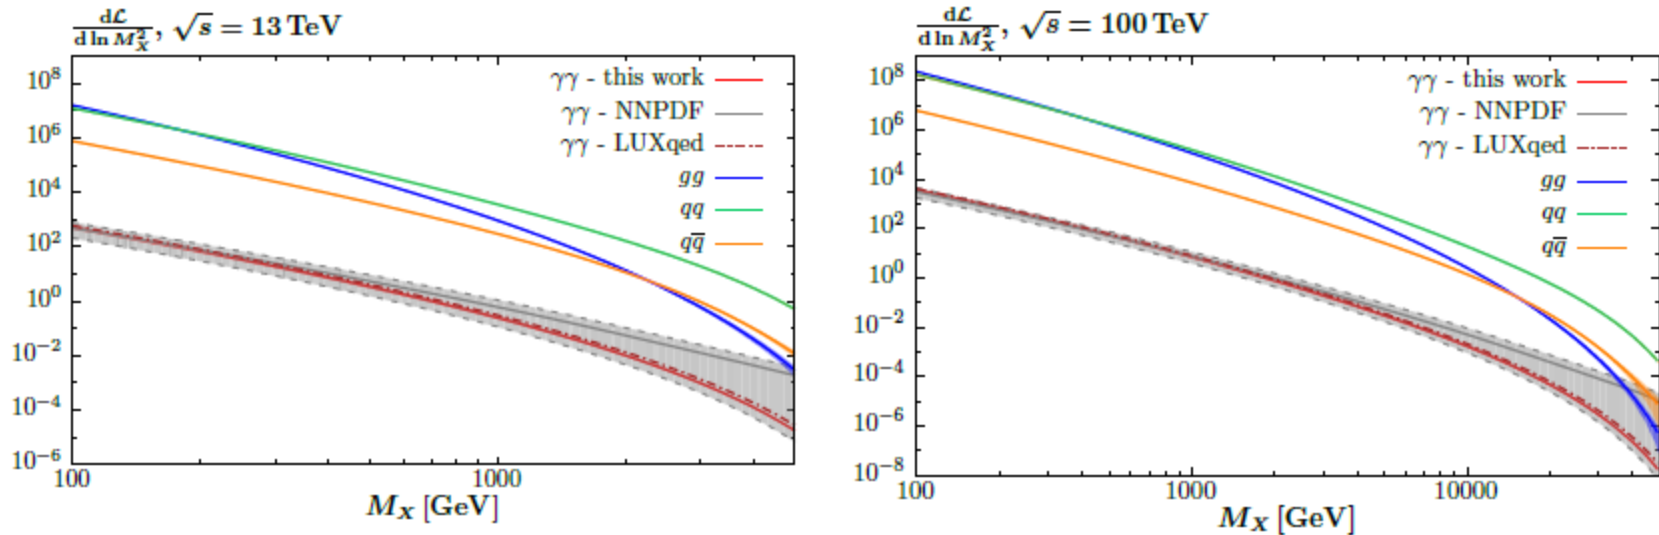 dℒ/d ln M_X^2, √s = 13 TeV
10^8
10^6
10^4
10^2
10^0
10^−2
10^−4
10^−6
γγ - this work
γγ - NNPDF
γγ - LUXqed
gg
qq
qq̅
100
1000
M_X [GeV]
dℒ/d ln M_X^2, √s = 100 TeV
10^8
10^6
10^4
10^2
10^0
10^−2
10^−4
10^−6
10^−8
γγ - this work
γγ - NNPDF
γγ - LUXqed
gg
qq
qq̅
100
1000
10000
M_X [GeV]